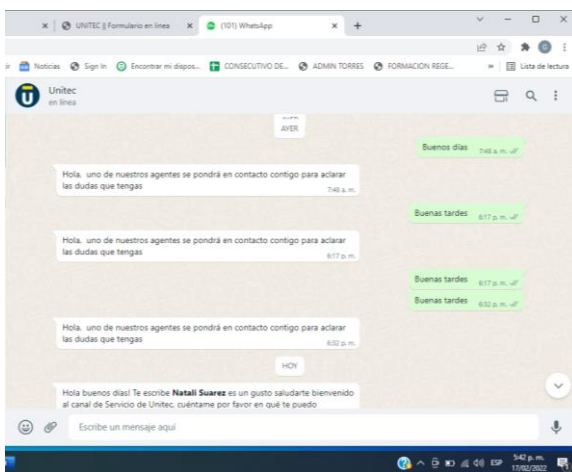 UNITEC || Formulario en línea
(101) WhatsApp
Noticias
Sign In
Encontrar mi dispos...
CONSECUTIVO DE...
ADMIN TORRES
FORMACION REGE...
Lista de lectura
Unitec
en línea
AYER
Buenos días 7:48 a. m.
Hola, uno de nuestros agentes se pondrá en contacto contigo para aclarar
las dudas que tengas 7:48 a. m.
Buenas tardes 6:17 p. m.
Hola, uno de nuestros agentes se pondrá en contacto contigo para aclarar
las dudas que tengas 6:17 p. m.
Buenas tardes 6:17 p. m.
Buenas tardes 6:32 p. m.
Hola, uno de nuestros agentes se pondrá en contacto contigo para aclarar
las dudas que tengas 6:32 p. m.
HOY
Hola buenos días! Te escribe Natali Suarez es un gusto saludarte bienvenido
al canal de Servicio de Unitec, cuéntame por favor en qué te puedo
Escribe un mensaje aquí
ESP
5:42 p. m.
17/02/2022